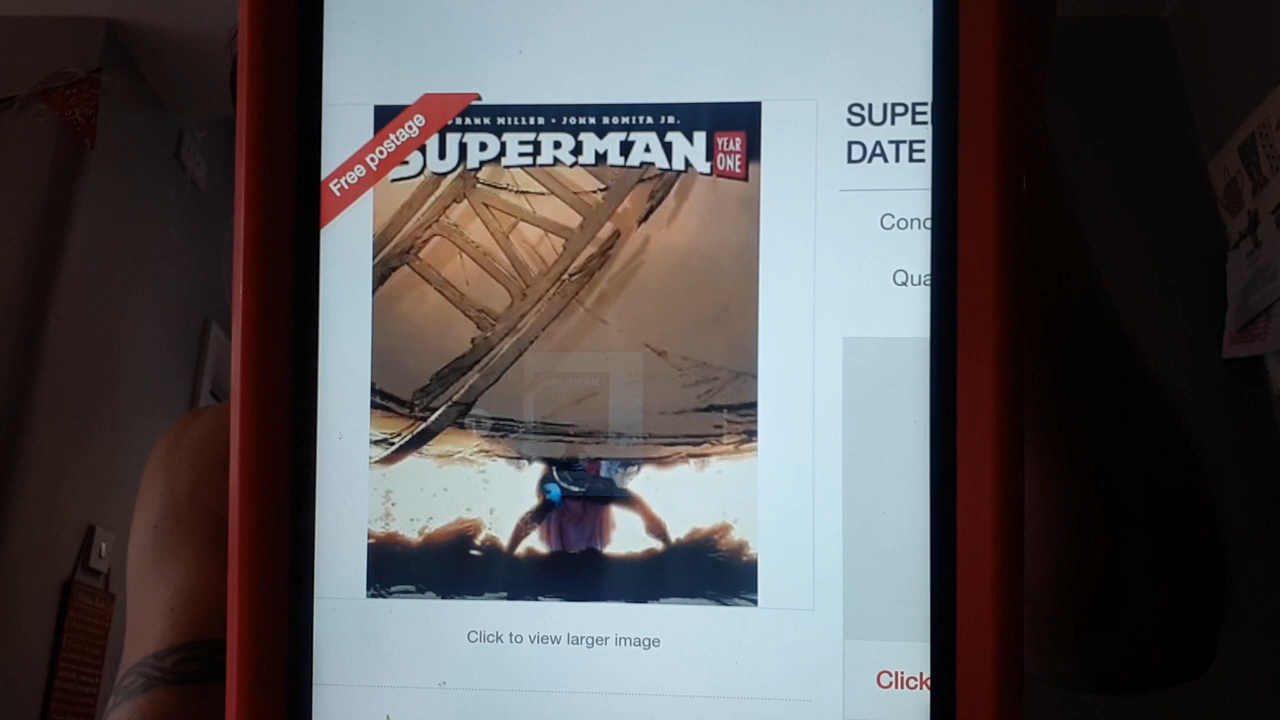 Free postage
FRANK MILLER • JOHN ROMITA JR.
SUPERMAN
YEAR
ONE
Click to view larger image
SUPE
DATE
Conc
Qua
Click